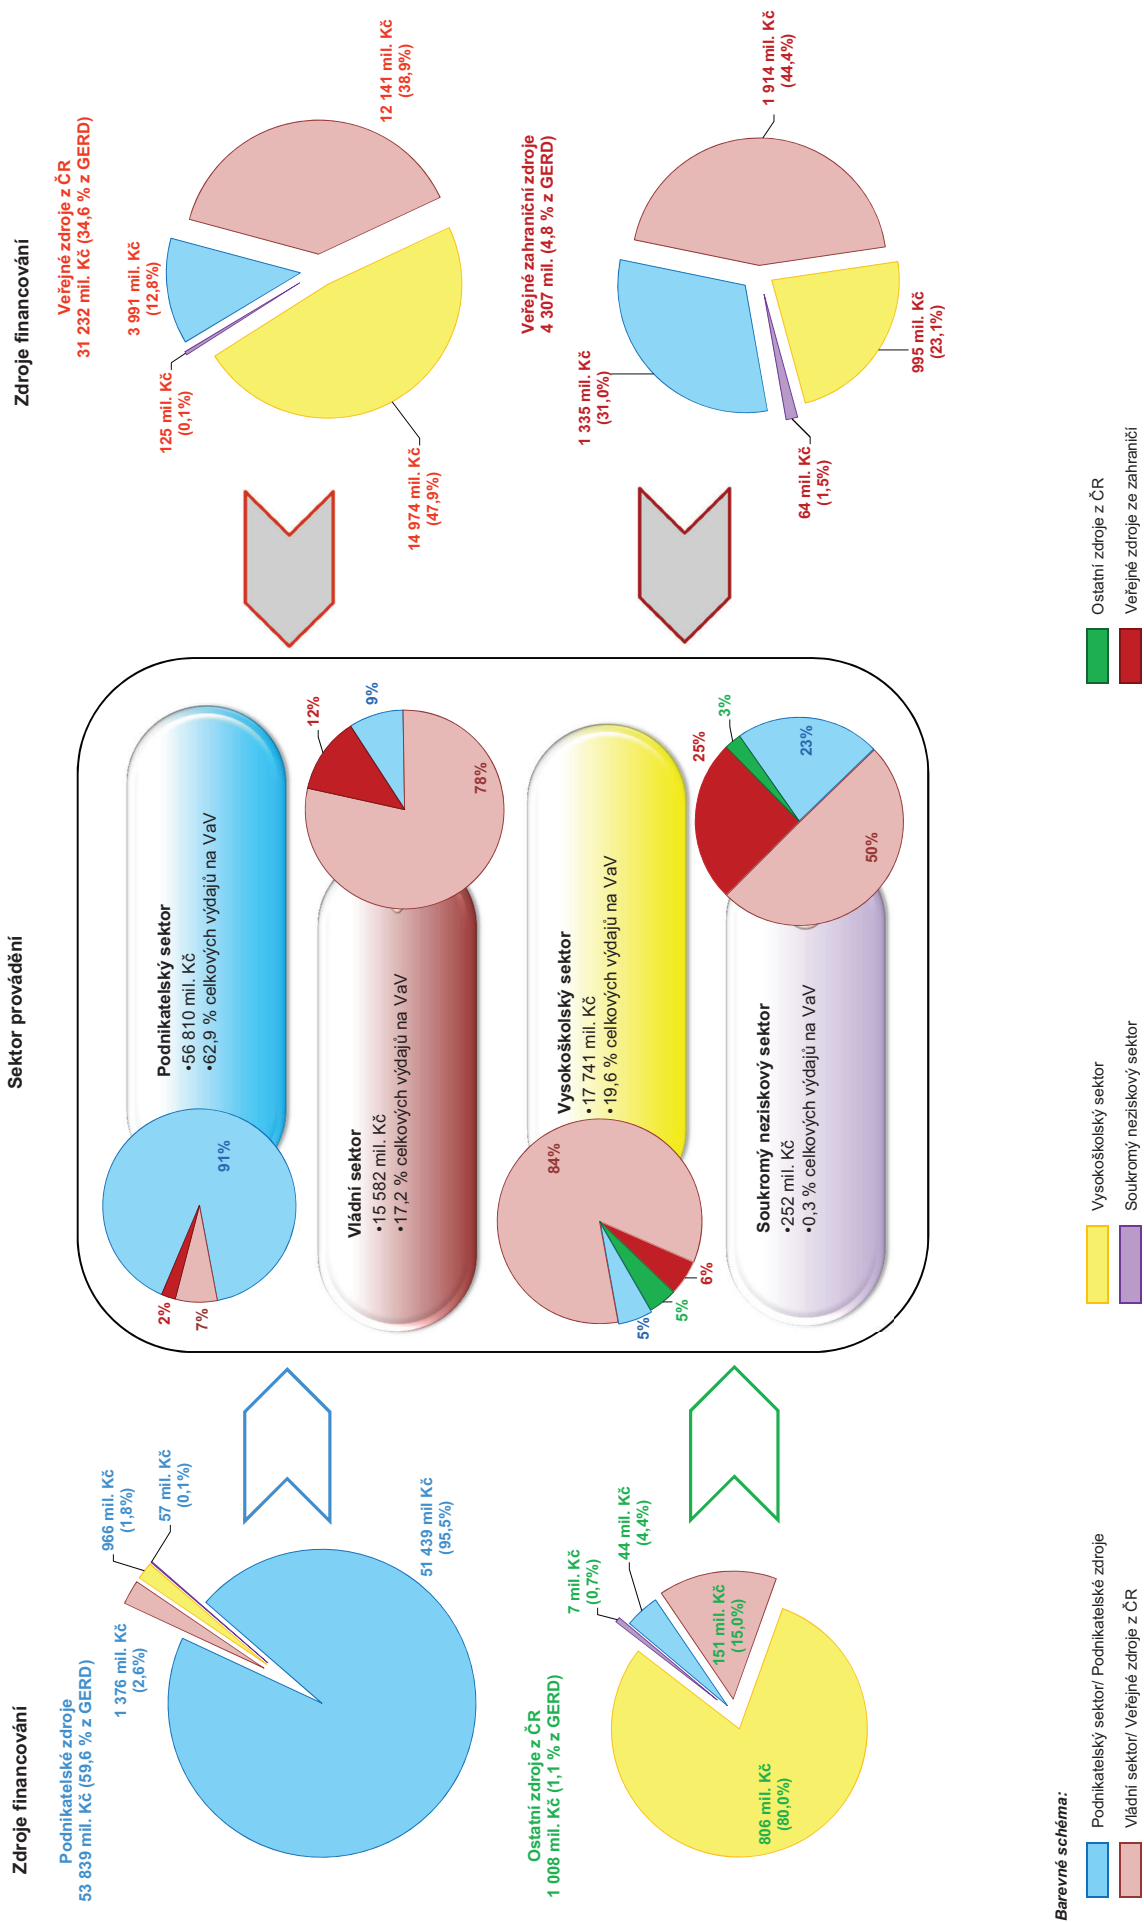 Zdroje financování
Sektor provádění
Zdroje financování
Podnikatelské zdroje
53 839 mil. Kč (59,6 % z GERD)
1 376 mil. Kč
(2,6%)
966 mil. Kč
(1,8%)
57 mil. Kč
(0,1%)
51 439 mil Kč
(95,5%)
Ostatní zdroje z ČR
1 008 mil. Kč (1,1 % z GERD)
7 mil. Kč
(0,7%)
44 mil. Kč
(4,4%)
151 mil. Kč
(15,0%)
806 mil. Kč
(80,0%)
Podnikatelský sektor
•56 810 mil. Kč
•62,9 % celkových výdajů na VaV
91%
2%
7%
Vládní sektor
•15 582 mil. Kč
•17,2 % celkových výdajů na VaV
12%
9%
78%
Vysokoškolský sektor
•17 741 mil. Kč
•19,6 % celkových výdajů na VaV
84%
5%
5%
6%
Soukromý neziskový sektor
•252 mil. Kč
•0,3 % celkových výdajů na VaV
25%
3%
23%
50%
Veřejné zdroje z ČR
31 232 mil. Kč (34,6 % z GERD)
3 991 mil. Kč
(12,8%)
125 mil. Kč
(0,1%)
12 141 mil. Kč
(38,9%)
14 974 mil. Kč
(47,9%)
Veřejné zahraniční zdroje
4 307 mil. (4,8 % z GERD)
1 335 mil. Kč
(31,0%)
1 914 mil. Kč
(44,4%)
64 mil. Kč
(1,5%)
995 mil. Kč
(23,1%)
Barevné schéma:
Podnikatelský sektor/ Podnikatelské zdroje
Vládní sektor/ Veřejné zdroje z ČR
Vysokoškolský sektor
Soukromý neziskový sektor
Ostatní zdroje z ČR
Veřejné zdroje ze zahraničí